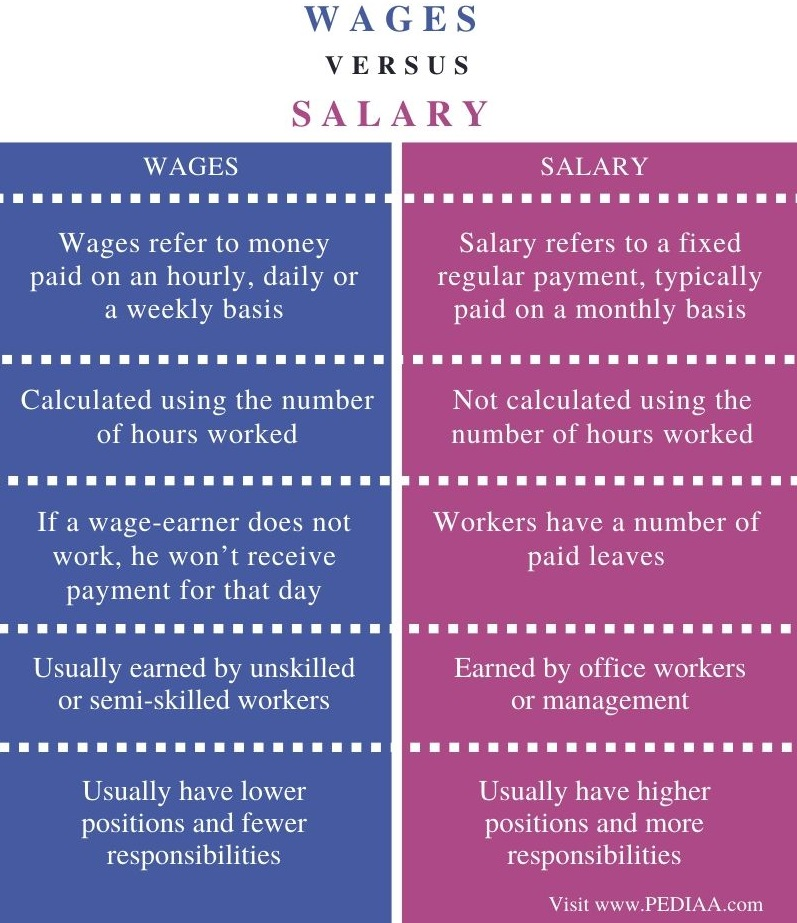 WAGES
VERSUS
SALARY
WAGES
Wages refer to money
paid on an hourly, daily or
a weekly basis
Calculated using the number
of hours worked
If a wage-earner does not
work, he won’t receive
payment for that day
Usually earned by unskilled
or semi-skilled workers
Usually have lower
positions and fewer
responsibilities
SALARY
Salary refers to a fixed
regular payment, typically
paid on a monthly basis
Not calculated using the
number of hours worked
Workers have a number of
paid leaves
Earned by office workers
or management
Usually have higher
positions and more
responsibilities
Visit www.PEDIAA.com